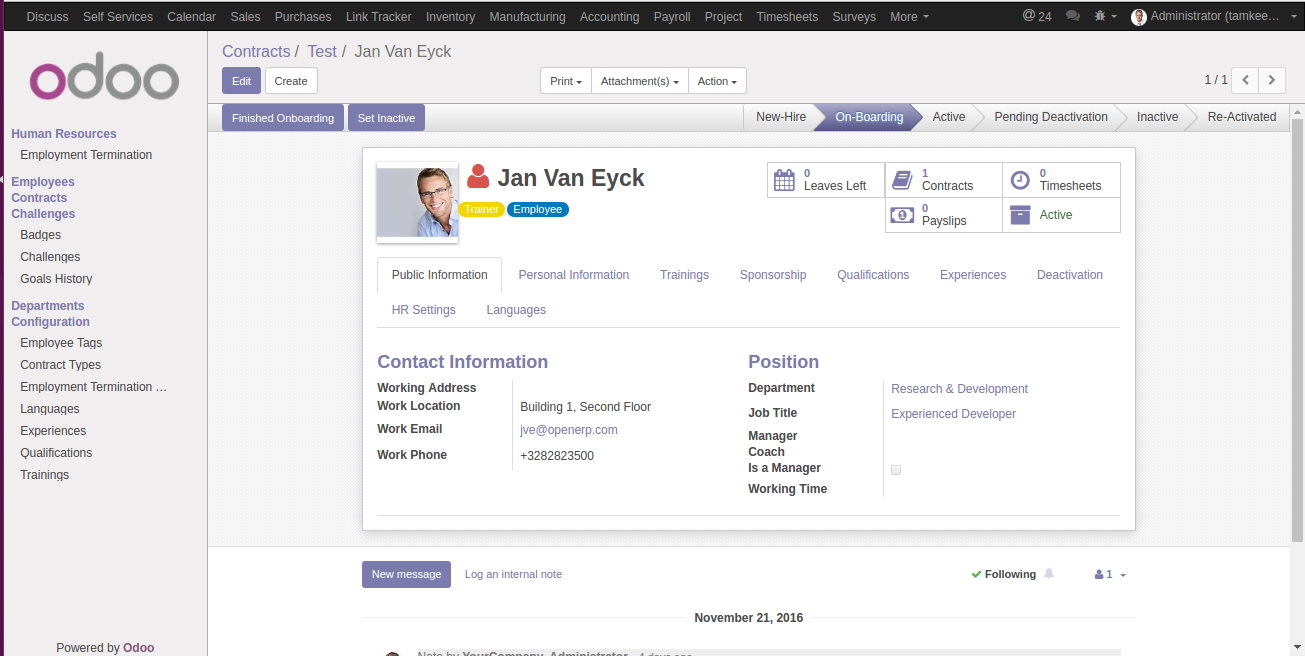 Discuss Self Services Calendar Sales Purchases Link Tracker Inventory Manufacturing Accounting Payroll Project Timesheets Surveys More @ 24 Administrator (tamkee...
odoo
Contracts / Test / Jan Van Eyck
Edit Create Print Attachment(s) Action 1 / 1
Finished Onboarding Set Inactive New-Hire On-Boarding Active Pending Deactivation Inactive Re-Activated
Human Resources
Employment Termination
Employees
Contracts
Challenges
Badges
Challenges
Goals History
Departments
Configuration
Employee Tags
Contract Types
Employment Termination ...
Languages
Experiences
Qualifications
Trainings
Powered by Odoo
Jan Van Eyck
Trainer Employee
0 Leaves Left
1 Contracts
0 Timesheets
0 Payslips
Active
Public Information Personal Information Trainings Sponsorship Qualifications Experiences Deactivation
HR Settings Languages
Contact Information
Working Address
Work Location Building 1, Second Floor
Work Email jve@openerp.com
Work Phone +3282823500
Position
Department Research & Development
Job Title Experienced Developer
Manager
Coach
Is a Manager
Working Time
New message Log an internal note Following 1
November 21, 2016
Note by YourCompany, Administrator - 4 days ago